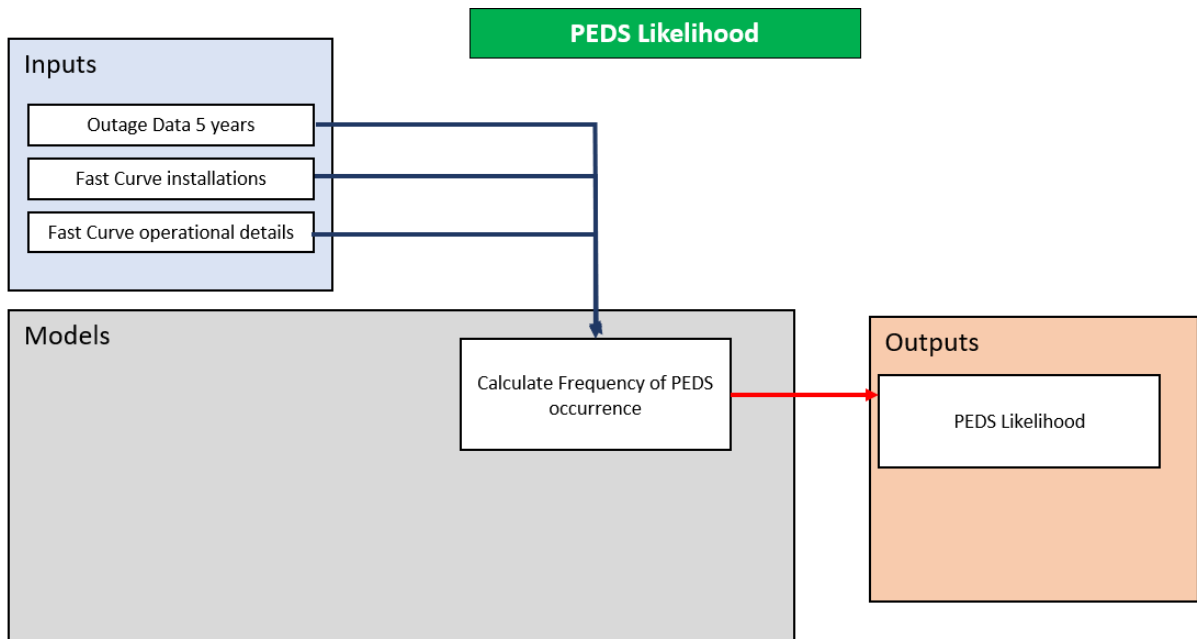 PEDS Likelihood
Inputs
Outage Data 5 years
Fast Curve installations
Fast Curve operational details
Models
Calculate Frequency of PEDS
occurrence
Outputs
PEDS Likelihood